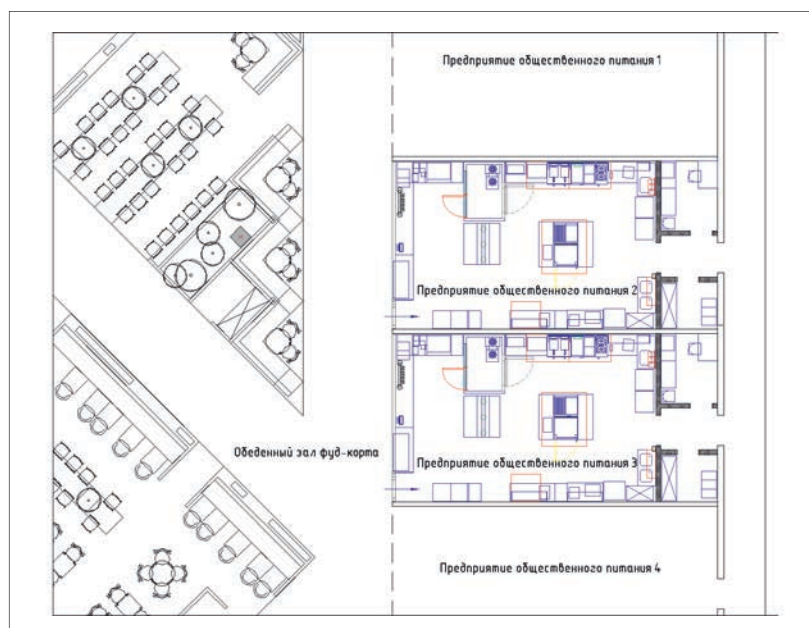 Предприятие общественного питания 1
Предприятие общественного питания 2
Обеденный зал фуд-корта
Предприятие общественного питания 3
Предприятие общественного питания 4